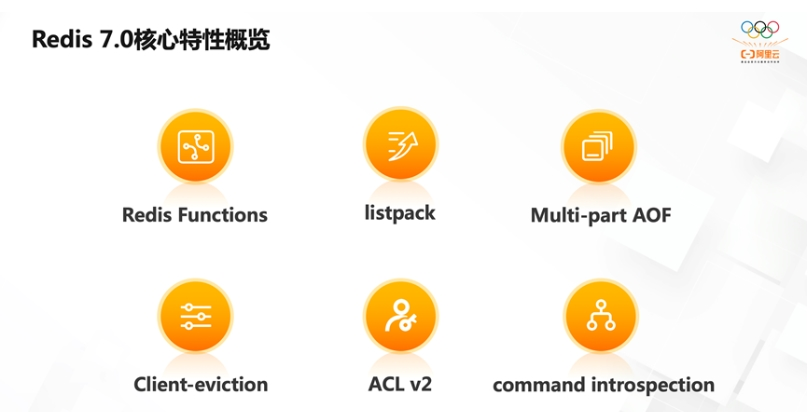 Redis 7.0核心特性概览
阿里云
Redis Functions
listpack
Multi-part AOF
Client-eviction
ACL v2
command introspection